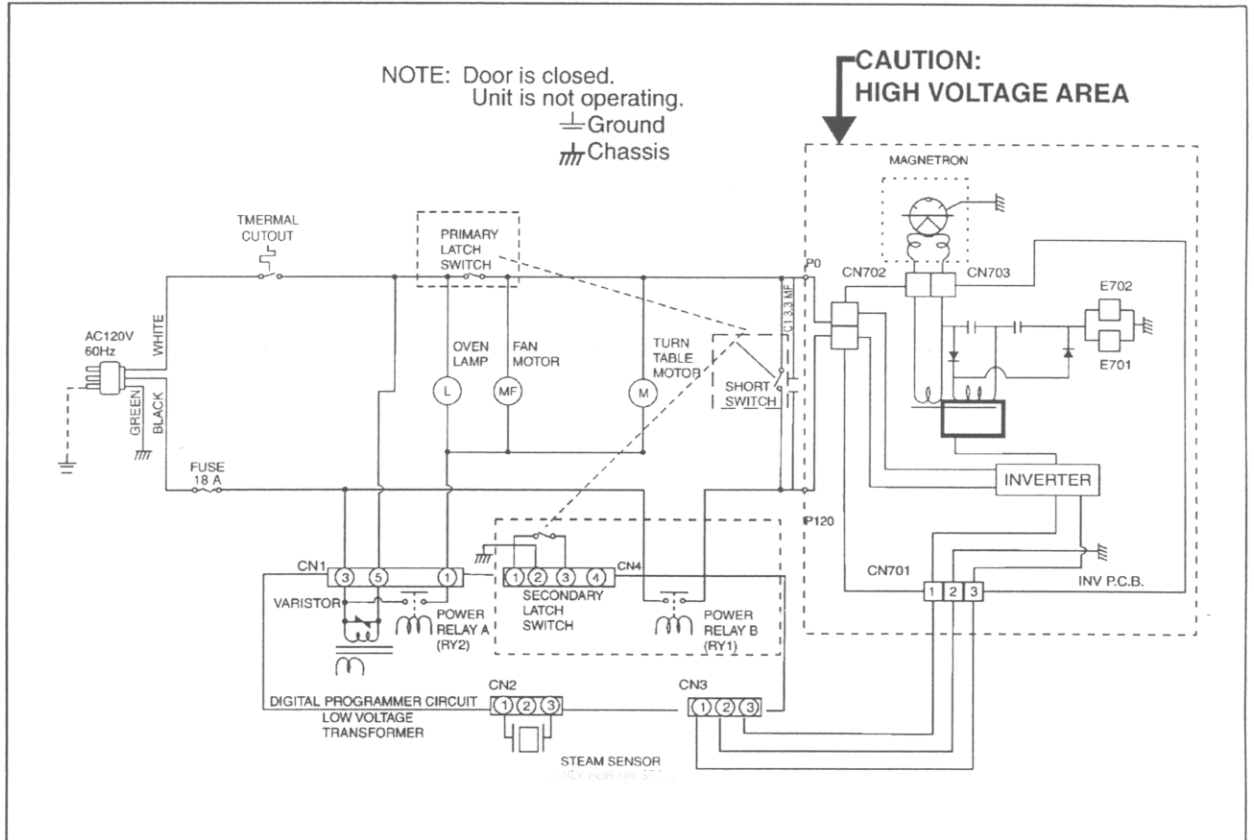 NOTE: Door is closed.
Unit is not operating.
Ground
Chassis
CAUTION:
HIGH VOLTAGE AREA
MAGNETRON
TMERMAL
CUTOUT
PRIMARY
LATCH
SWITCH
P0
CN702
CN703
E702
E701
AC120V
60Hz
WHITE
GREEN
BLACK
OVEN
LAMP
FAN
MOTOR
TURN
TABLE
MOTOR
C1 3.3 MF
SHORT
SWITCH
L
MF
M
FUSE
18 A
INVERTER
P120
CN1
3
5
1
CN4
1
2
3
4
SECONDARY
LATCH
SWITCH
VARISTOR
POWER
RELAY A
(RY2)
POWER
RELAY B
(RY1)
CN701
1
2
3
INV P.C.B.
CN2
1
2
3
CN3
1
2
3
DIGITAL PROGRAMMER CIRCUIT
LOW VOLTAGE
TRANSFORMER
STEAM SENSOR